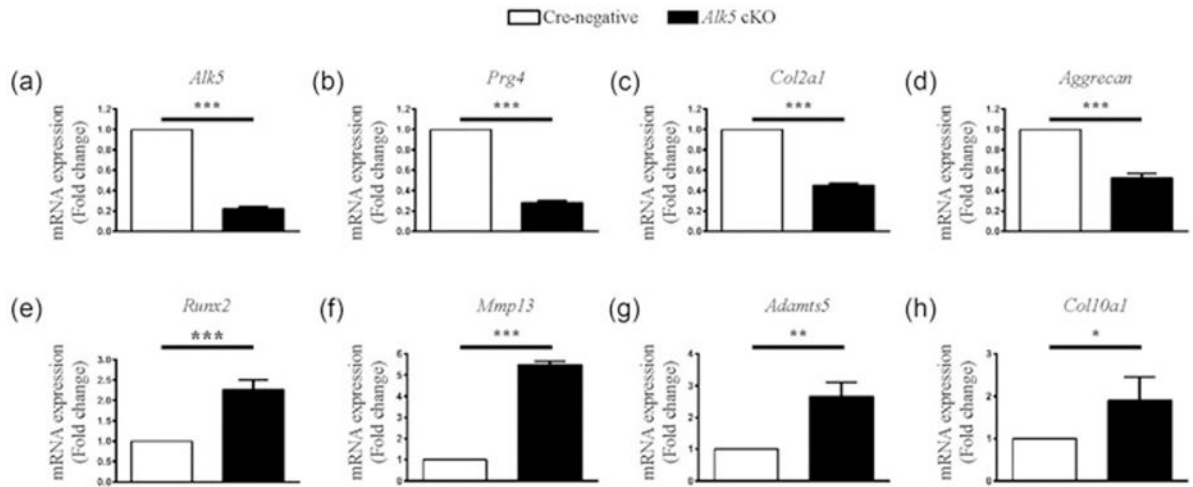 Cre-negative Alk5 cKO
(a) Alk5 (b) Prg4 (c) Col2a1 (d) Aggrecan
*** *** *** ***
mRNA expression (Fold change) mRNA expression (Fold change) mRNA expression (Fold change) mRNA expression (Fold change)
1.2 1.2 1.2 1.2
1.0 1.0 1.0 1.0
0.8 0.8 0.8 0.8
0.6 0.6 0.6 0.6
0.4 0.4 0.4 0.4
0.2 0.2 0.2 0.2
0.0 0.0 0.0 0.0
(e) Runx2 (f) Mmp13 (g) Adamts5 (h) Col10a1
*** *** ** *
mRNA expression (Fold change) mRNA expression (Fold change) mRNA expression (Fold change) mRNA expression (Fold change)
3.0 6 4 3
2.5 5 3 2
2.0 4 2 1
1.5 3 1 0
1.0 2 0
0.5 1
0.0 0